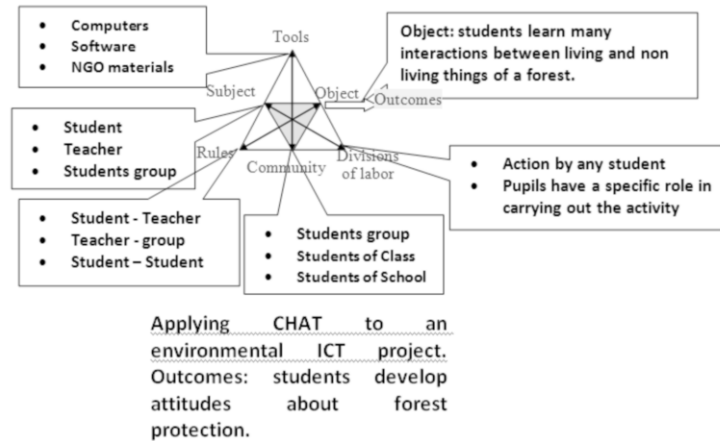 • Computers
• Software
• NGO materials
Tools
Object: students learn many
interactions between living and non
living things of a forest.
Subject
Object
Outcomes
• Student
• Teacher
• Students group
Rules
Community
Divisions
of labor
• Action by any student
• Pupils have a specific role in
carrying out the activity
• Student - Teacher
• Teacher - group
• Student – Student
• Students group
• Students of Class
• Students of School
Applying CHAT to an
environmental ICT project.
Outcomes: students develop
attitudes about forest
protection.